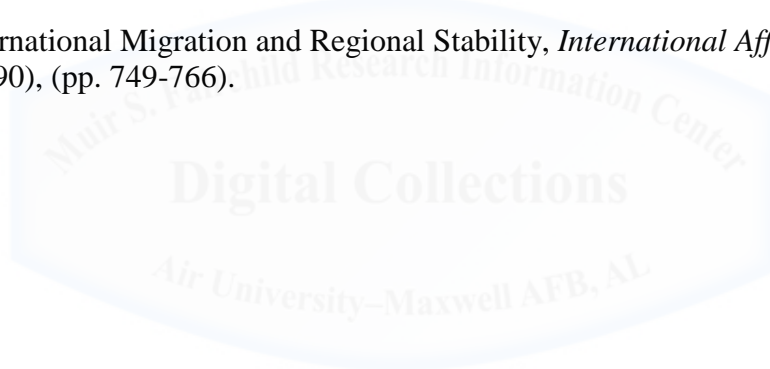 rnational Migration and Regional Stability, International Aff
90), (pp. 749-766).
Muir S. Fairchild Research Information Center
Digital Collections
Air University–Maxwell AFB, AL